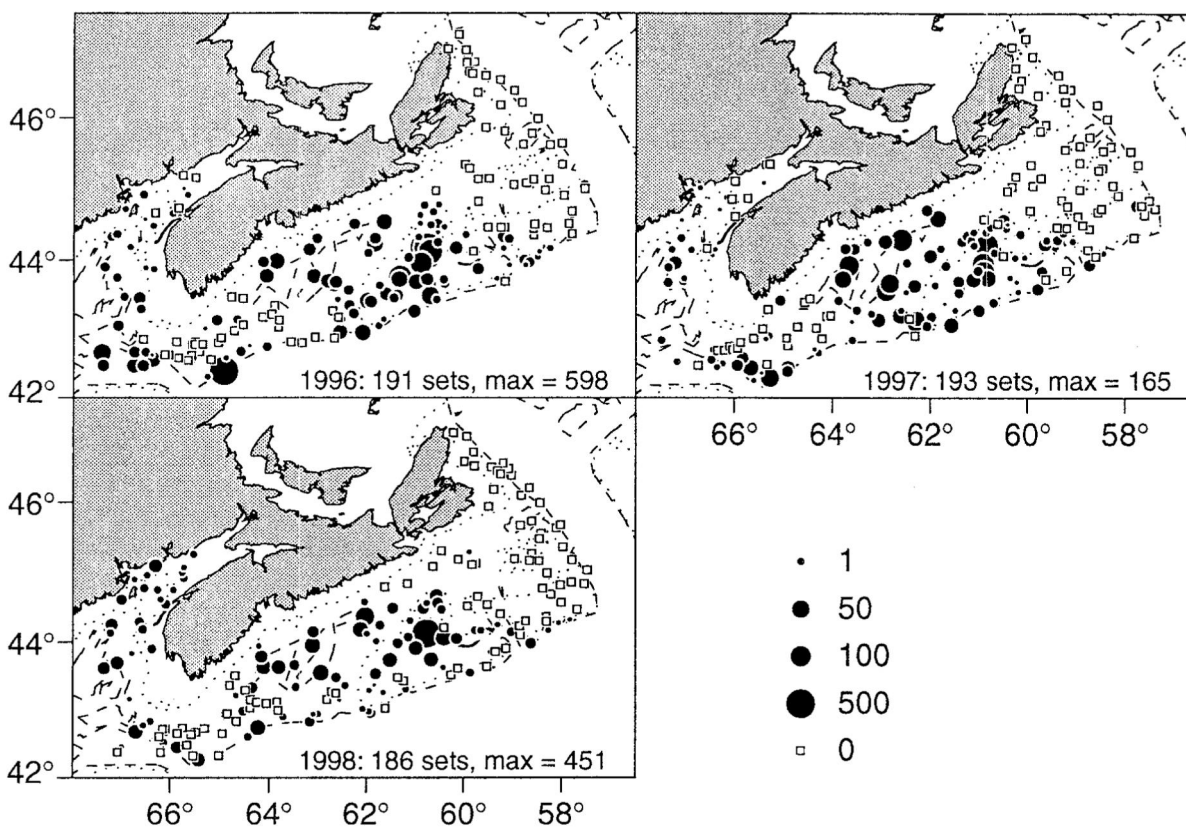 46°
44°
42°
1996: 191 sets, max = 598
1997: 193 sets, max = 165
66° 64° 62° 60° 58°
46°
44°
42°
1998: 186 sets, max = 451
66° 64° 62° 60° 58°
1
50
100
500
0